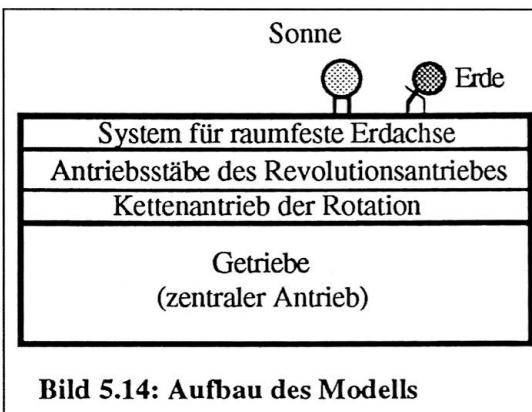 Sonne
Erde
System für raumfeste Erdachse
Antriebsstäbe des Revolutionsantriebes
Kettenantrieb der Rotation
Getriebe
(zentraler Antrieb)
Bild 5.14: Aufbau des Modells